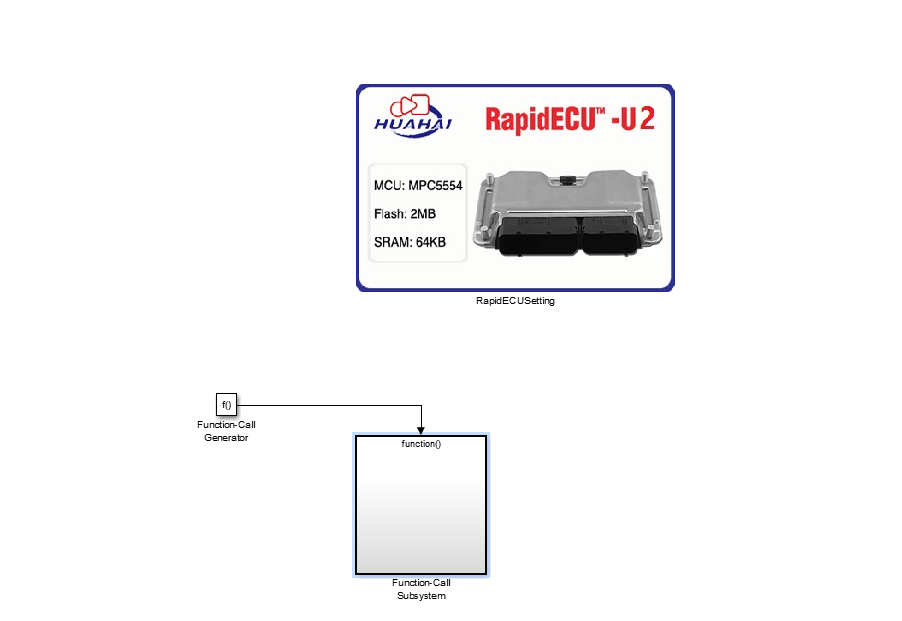 HUAHAI
RapidECU™ -U2
MCU: MPC5554
Flash: 2MB
SRAM: 64KB
RapidECUSetting
f()
Function-Call
Generator
function()
Function-Call
Subsystem